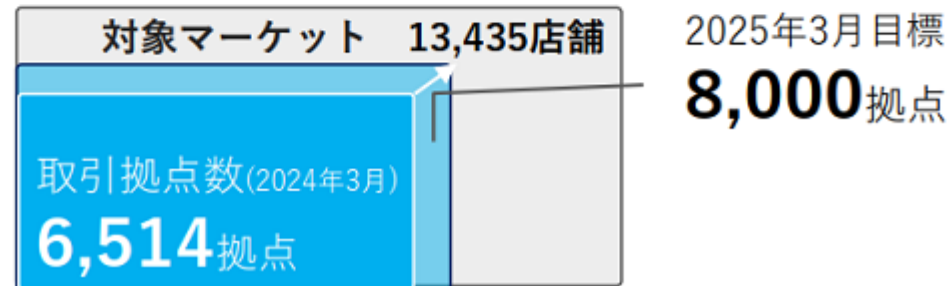 対象マーケット 13,435店舗
2025年3月目標
8,000拠点
取引拠点数(2024年3月)
6,514拠点